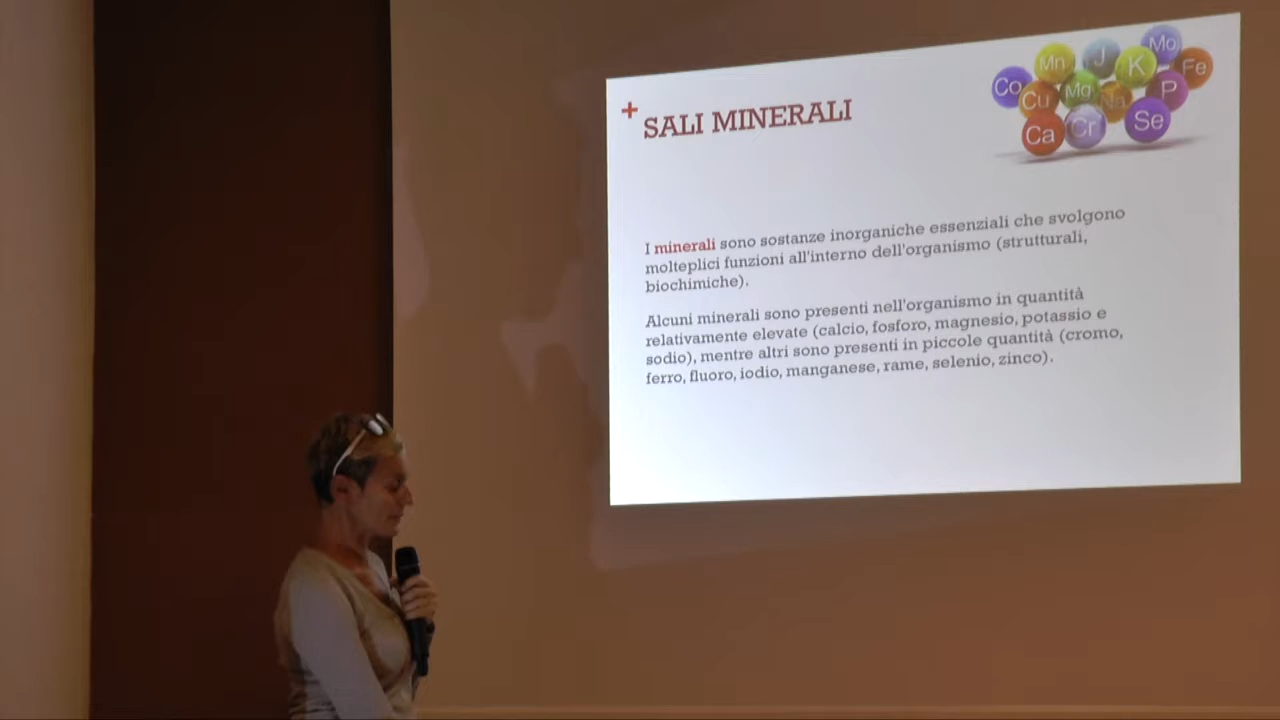 +
SALI MINERALI
Mn J K Mo Fe
Co Cu Mg Na P
Ca Cr Se
I minerali sono sostanze inorganiche essenziali che svolgono
molteplici funzioni all'interno dell'organismo (strutturali,
biochimiche).
Alcuni minerali sono presenti nell'organismo in quantità
relativamente elevate (calcio, fosforo, magnesio, potassio e
sodio), mentre altri sono presenti in piccole quantità (cromo,
ferro, fluoro, iodio, manganese, rame, selenio, zinco).